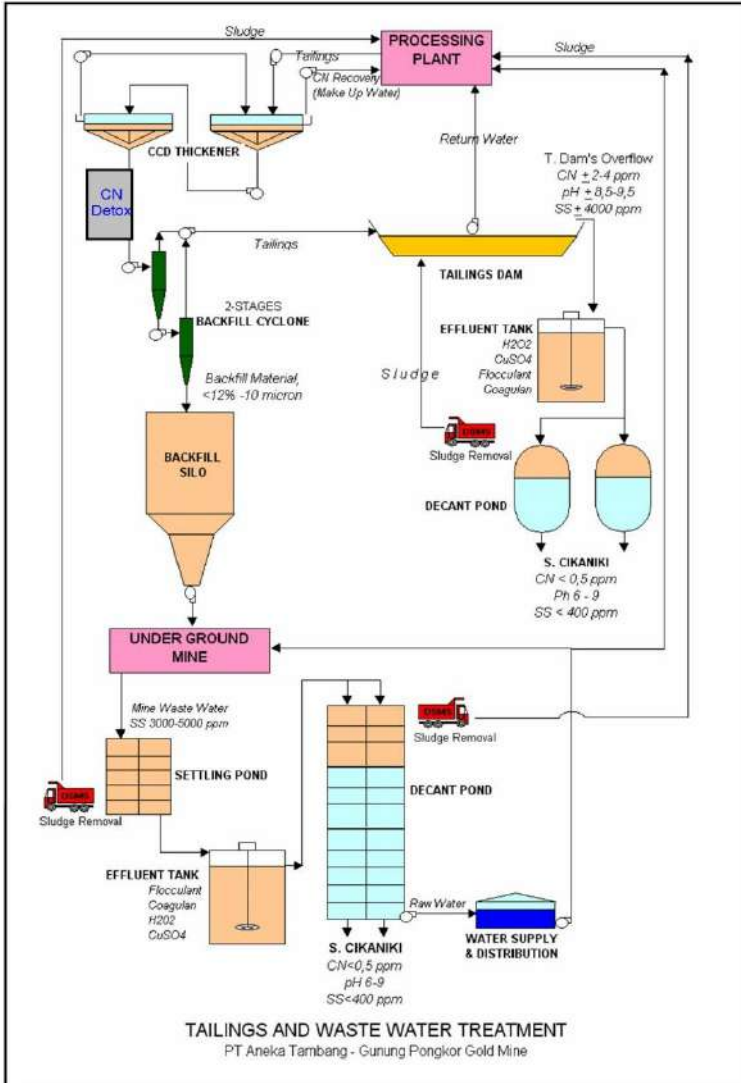 Sludge
PROCESSING
PLANT
Sludge
Tailings
CN Recovery
(Make Up Water)
CCD THICKENER
Return Water
T. Dam's Overflow
CN ± 2-4 ppm
pH ± 8,5-9,5
SS ± 4000 ppm
CN
Detox
Tailings
TAILINGS DAM
2-STAGES
BACKFILL CYCLONE
EFFLUENT TANK
H2O2
CuSO4
Flocculant
Coagulan
Backfill Material,
<12% -10 micron
Sludge
Sludge Removal
BACKFILL
SILO
DECANT POND
S. CIKANIKI
CN < 0,5 ppm
Ph 6 - 9
SS < 400 ppm
UNDER GROUND
MINE
Mine Waste Water
SS 3000-5000 ppm
Sludge Removal
SETTLING POND
DECANT POND
Sludge Removal
EFFLUENT TANK
Flocculant
Coagulan
H202
CuSO4
Raw Water
WATER SUPPLY
& DISTRIBUTION
S. CIKANIKI
CN<0,5 ppm
pH 6-9
SS<400 ppm
TAILINGS AND WASTE WATER TREATMENT
PT Aneka Tambang - Gunung Pongkor Gold Mine